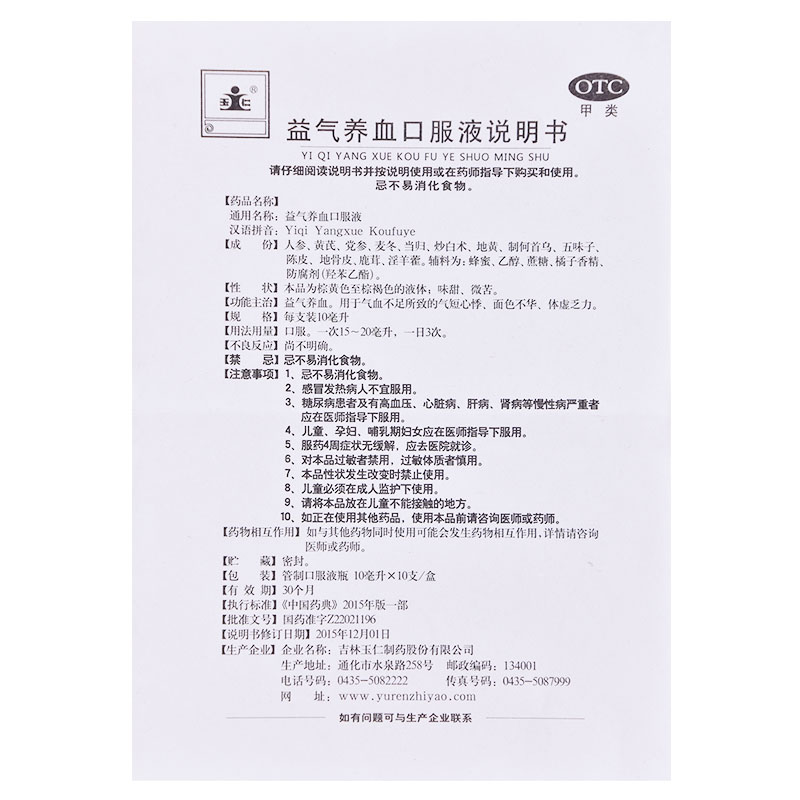 玉仁
®
OTC
甲类
益气养血口服液说明书
YI QI YANG XUE KOU FU YE SHUO MING SHU
请仔细阅读说明书并按说明使用或在药师指导下购买和使用。
忌不易消化食物。
【药品名称】
通用名称：益气养血口服液
汉语拼音：Yiqi Yangxue Koufuye
【成　份】人参、黄芪、党参、麦冬、当归、炒白术、地黄、制何首乌、五味子、
陈皮、地骨皮、鹿茸、淫羊藿。辅料为：蜂蜜、乙醇、蔗糖、橘子香精、
防腐剂(羟苯乙酯)。
【性　状】本品为棕黄色至棕褐色的液体；味甜、微苦。
【功能主治】益气养血。用于气血不足所致的气短心悸、面色不华、体虚乏力。
【规　格】每支装10毫升
【用法用量】口服。一次15～20毫升，一日3次。
【不良反应】尚不明确。
【禁　忌】忌不易消化食物。
【注意事项】1、忌不易消化食物。
2、感冒发热病人不宜服用。
3、糖尿病患者及有高血压、心脏病、肝病、肾病等慢性病严重者
应在医师指导下服用。
4、儿童、孕妇、哺乳期妇女应在医师指导下服用。
5、服药4周症状无缓解，应去医院就诊。
6、对本品过敏者禁用，过敏体质者慎用。
7、本品性状发生改变时禁止使用。
8、儿童必须在成人监护下使用。
9、请将本品放在儿童不能接触的地方。
10、如正在使用其他药品，使用本品前请咨询医师或药师。
【药物相互作用】如与其他药物同时使用可能会发生药物相互作用，详情请咨询
医师或药师。
【贮　藏】密封。
【包　装】管制口服液瓶 10毫升×10支/盒
【有 效 期】30个月
【执行标准】《中国药典》2015年版一部
【批准文号】国药准字Z22021196
【说明书修订日期】2015年12月01日
【生产企业】企业名称：吉林玉仁制药股份有限公司
生产地址：通化市水泉路258号 邮政编码：134001
电话号码：0435-5082222 传真号码：0435-5087999
网　址：www.yurenzhiyao.com
如有问题可与生产企业联系